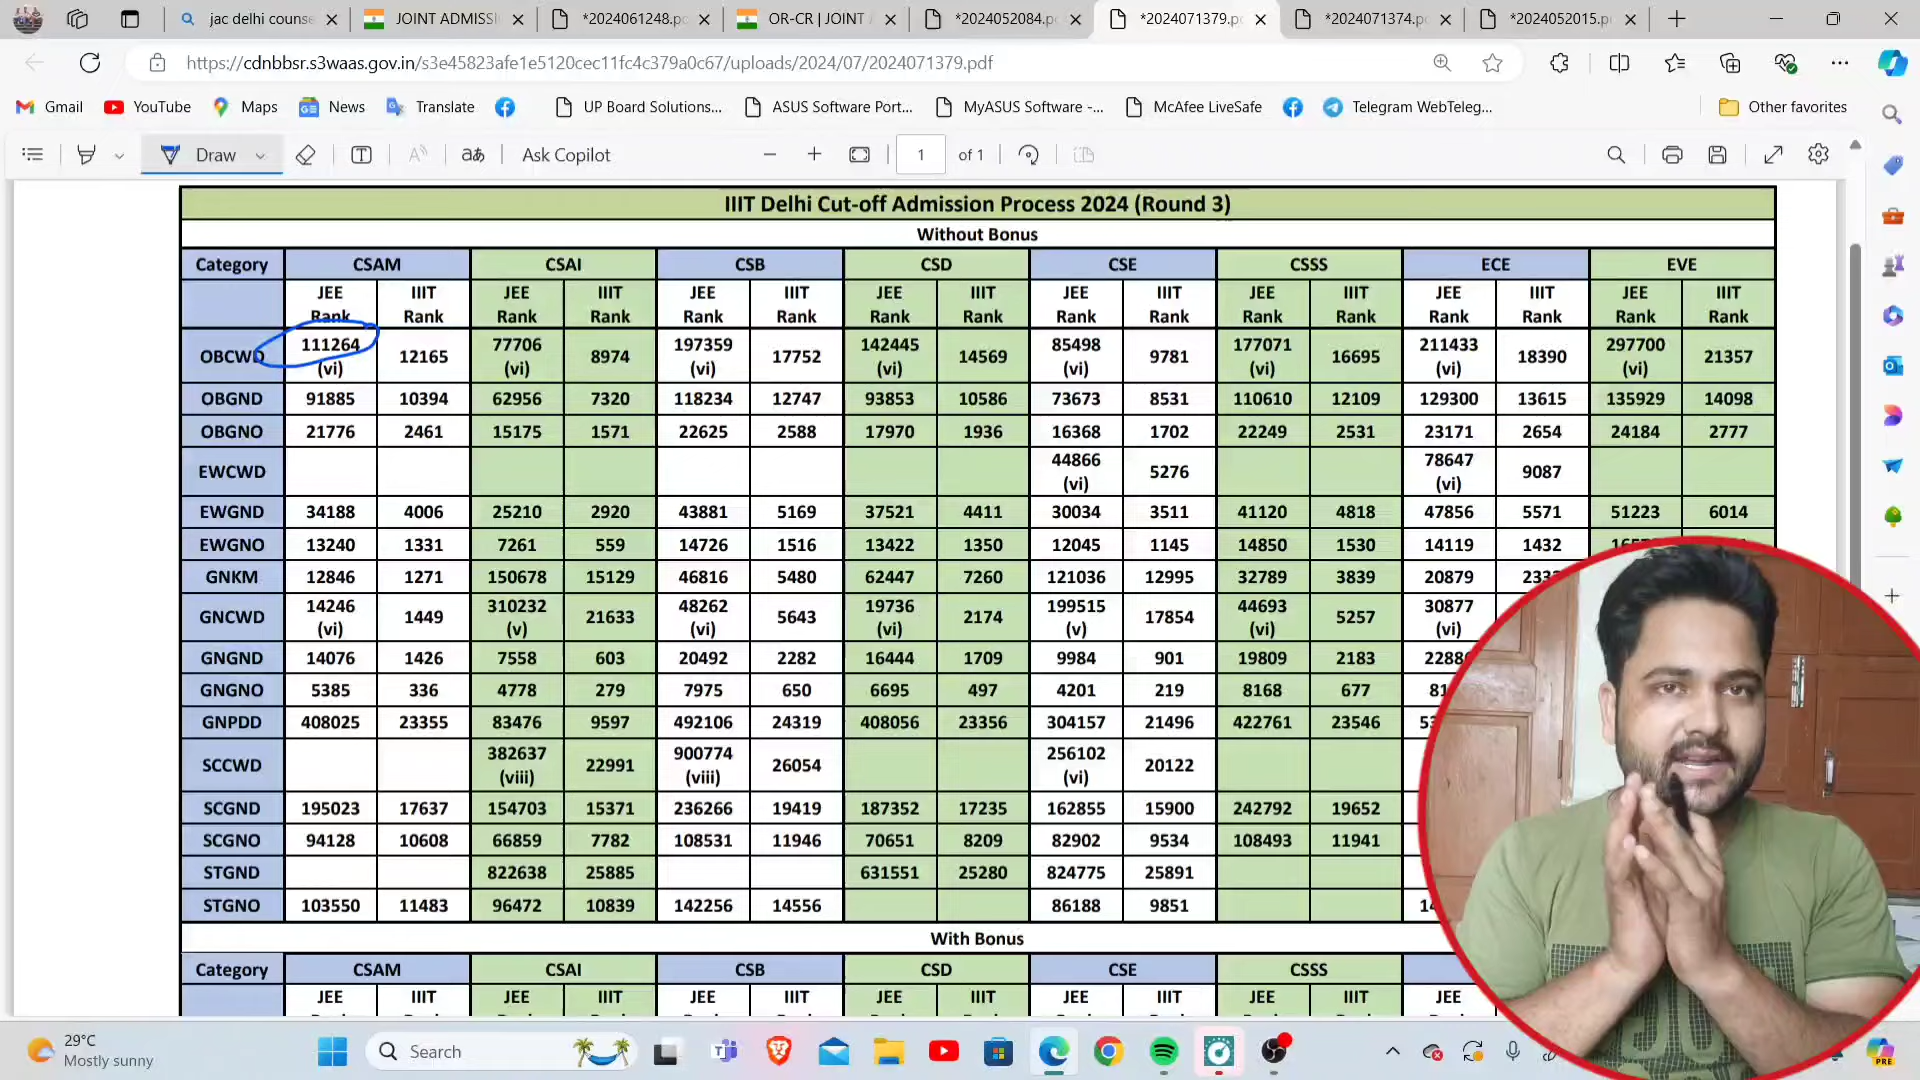 jac delhi counse
JOINT ADMISSI
*2024061248.pd
OR-CR | JOINT A
*2024052084.pd
*2024071379.pd
*2024071374.pd
*2024052015.pd
https://cdnbbsr.s3waas.gov.in/s3e45823afe1e5120cec11fc4c379a0c67/uploads/2024/07/2024071379.pdf
Gmail YouTube Maps News Translate UP Board Solutions... ASUS Software Port... MyASUS Software -... McAfee LiveSafe Telegram WebTeleg... Other favorites
Draw aあ Ask Copilot 1 of 1
IIIT Delhi Cut-off Admission Process 2024 (Round 3)
Without Bonus
Category CSAM CSAI CSB CSD CSE CSSS ECE EVE
JEE Rank IIIT Rank JEE Rank IIIT Rank JEE Rank IIIT Rank JEE Rank IIIT Rank JEE Rank IIIT Rank JEE Rank IIIT Rank JEE Rank IIIT Rank JEE Rank IIIT Rank
OBCWD 111264 (vi) 12165 77706 (vi) 8974 197359 (vi) 17752 142445 (vi) 14569 85498 (vi) 9781 177071 (vi) 16695 211433 (vi) 18390 297700 (vi) 21357
OBGND 91885 10394 62956 7320 118234 12747 93853 10586 73673 8531 110610 12109 129300 13615 135929 14098
OBGNO 21776 2461 15175 1571 22625 2588 17970 1936 16368 1702 22249 2531 23171 2654 24184 2777
EWCWD 44866 (vi) 5276 78647 (vi) 9087
EWGND 34188 4006 25210 2920 43881 5169 37521 4411 30034 3511 41120 4818 47856 5571 51223 6014
EWGNO 13240 1331 7261 559 14726 1516 13422 1350 12045 1145 14850 1530 14119 1432
GNKM 12846 1271 150678 15129 46816 5480 62447 7260 121036 12995 32789 3839 20879
GNCWD 14246 (vi) 1449 310232 (v) 21633 48262 (vi) 5643 19736 (vi) 2174 199515 (v) 17854 44693 (vi) 5257 30877 (vi)
GNGND 14076 1426 7558 603 20492 2282 16444 1709 9984 901 19809 2183
GNGNO 5385 336 4778 279 7975 650 6695 497 4201 219 8168 677
GNPDD 408025 23355 83476 9597 492106 24319 408056 23356 304157 21496 422761 23546
SCCWD 382637 (viii) 22991 900774 (viii) 26054 256102 (vi) 20122
SCGND 195023 17637 154703 15371 236266 19419 187352 17235 162855 15900 242792 19652
SCGNO 94128 10608 66859 7782 108531 11946 70651 8209 82902 9534 108493 11941
STGND 822638 25885 631551 25280 824775 25891
STGNO 103550 11483 96472 10839 142256 14556 86188 9851
With Bonus
Category CSAM CSAI CSB CSD CSE CSSS
JEE IIIT JEE IIIT JEE IIIT JEE IIIT JEE IIIT JEE IIIT JEE
29°C
Mostly sunny
Search
PRE